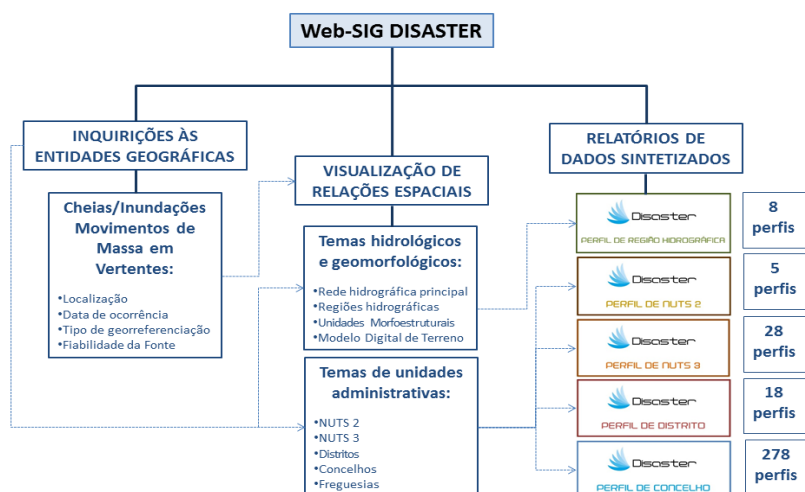 Web-SIG DISASTER
INQUIRIÇÕES ÀS
ENTIDADES GEOGRÁFICAS
Cheias/Inundações
Movimentos de
Massa em
Vertentes:
•Localização
•Data de ocorrência
•Tipo de georreferenciação
•Fiabilidade da Fonte
VISUALIZAÇÃO DE
RELAÇÕES ESPACIAIS
Temas hidrológicos
e geomorfológicos:
•Rede hidrográfica principal
•Regiões hidrográficas
•Unidades Morfoestruturais
•Modelo Digital de Terreno
Temas de unidades
administrativas:
•NUTS 2
•NUTS 3
•Distritos
•Concelhos
•Freguesias
RELATÓRIOS DE
DADOS SINTETIZADOS
Disaster
PERFIL DE REGIÃO HIDROGRÁFICA
8
perfis
Disaster
PERFIL DE NUTS 2
5
perfis
Disaster
PERFIL DE NUTS 3
28
perfis
Disaster
PERFIL DE DISTRITO
18
perfis
Disaster
PERFIL DE CONCELHO
278
perfis